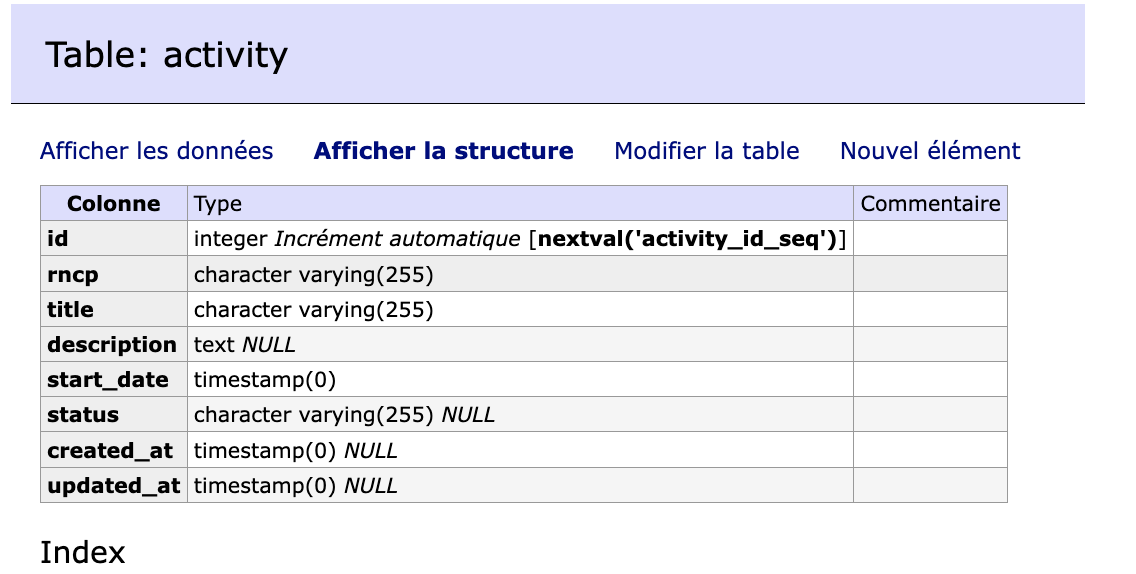 Table: activity
Afficher les données Afficher la structure Modifier la table Nouvel élément
Colonne Type Commentaire
id integer Incrément automatique [nextval('activity_id_seq')]
rncp character varying(255)
title character varying(255)
description text NULL
start_date timestamp(0)
status character varying(255) NULL
created_at timestamp(0) NULL
updated_at timestamp(0) NULL
Index